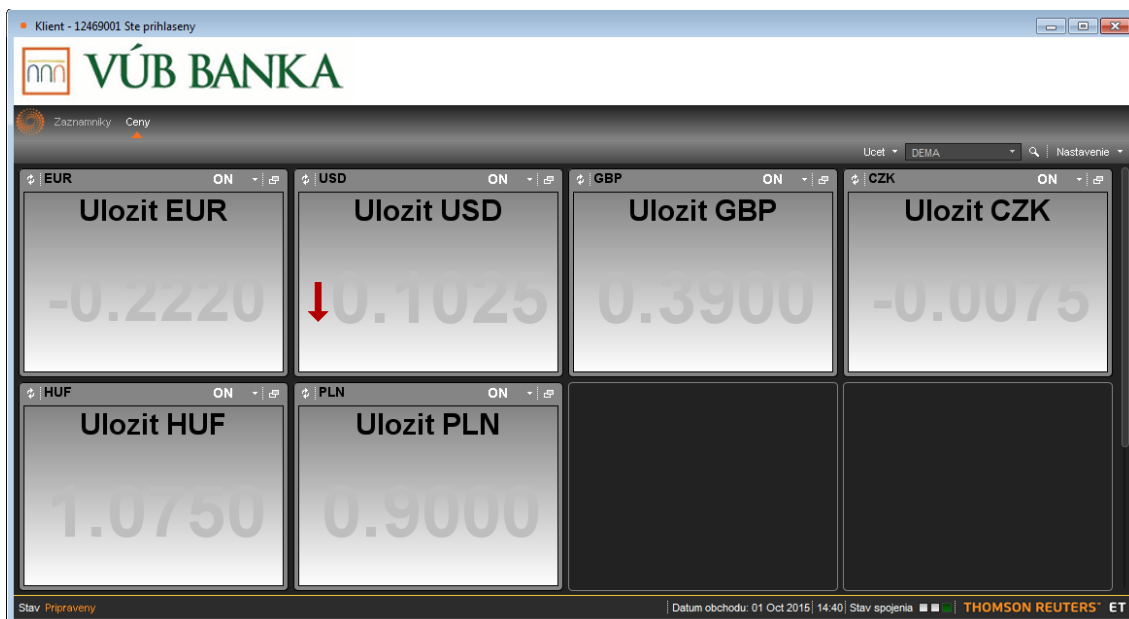 Klient - 12469001 Ste prihlaseny
VÚB BANKA
Zaznamniky Ceny
Ucet DEMA Nastavenie
EUR ON USD ON GBP ON CZK ON
Ulozit EUR Ulozit USD Ulozit GBP Ulozit CZK
-0.2220 0.1025 0.3900 -0.0075
HUF ON PLN ON
Ulozit HUF Ulozit PLN
1.0750 0.9000
Stav Pripraveny Datum obchodu: 01 Oct 2015 14:40 Stav spojenia THOMSON REUTERS ET